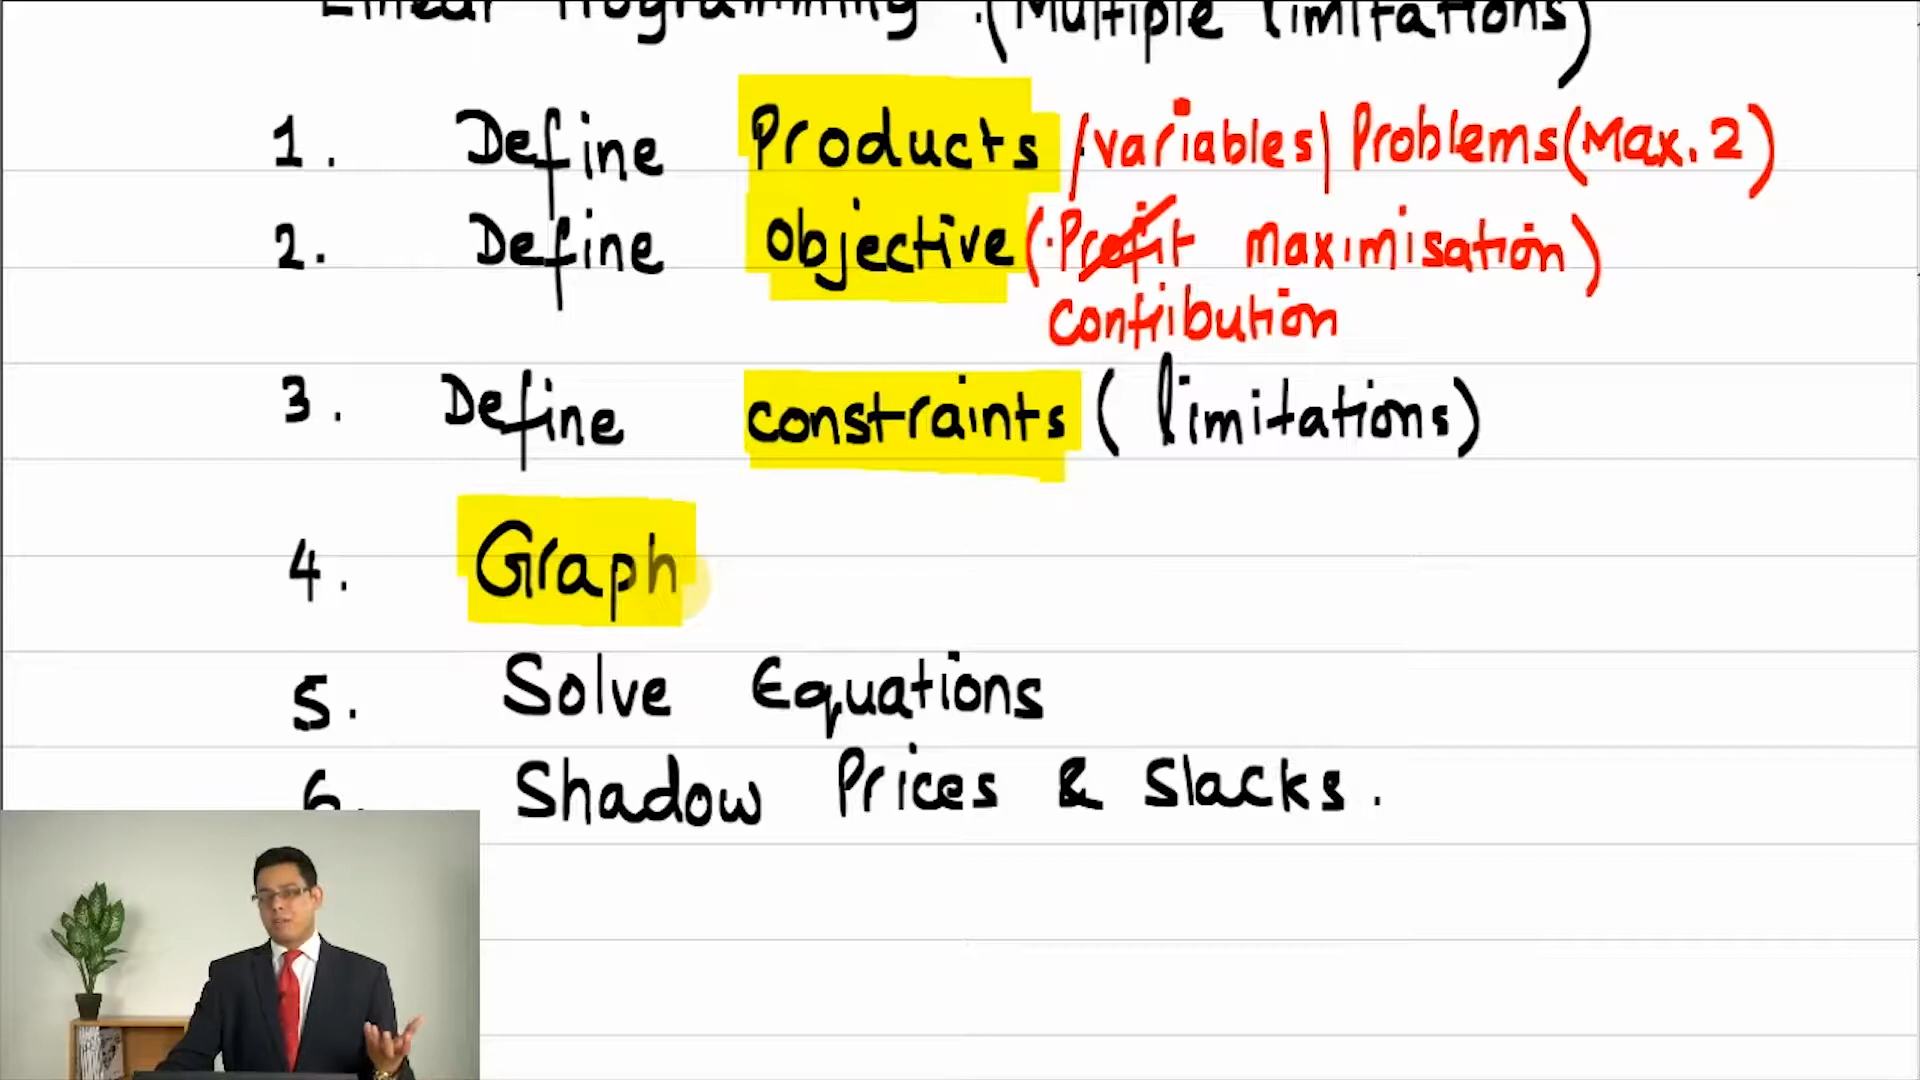 Linear Programming (Multiple limitations)
1. Define Products /variables/ Problems (Max. 2)
2. Define Objective (Profit Maximisation)
Contribution
3. Define constraints (limitations)
4. Graph
5. Solve Equations
6. Shadow Prices & Slacks.